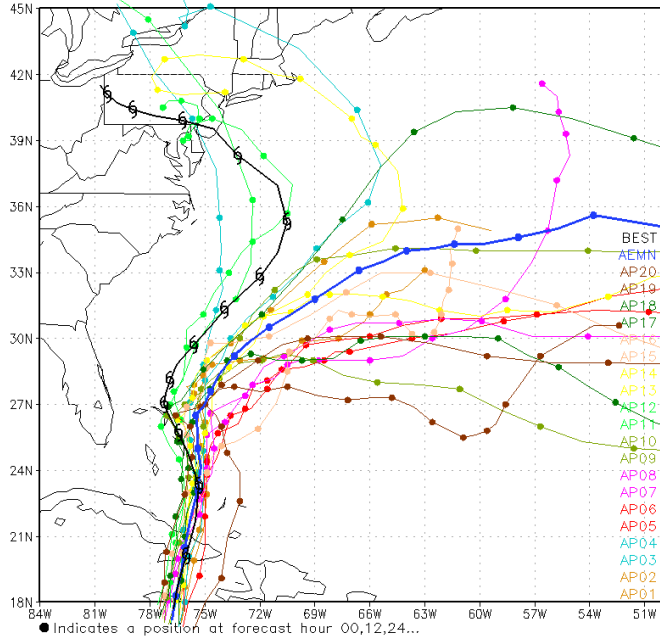 45N
42N
39N
36N
33N
30N
27N
24N
21N
18N
BEST
AEMN
AP20
AP19
AP18
AP17
AP15
AP14
AP13
AP12
AP11
AP10
AP09
AP08
AP07
AP06
AP05
AP04
AP03
AP02
AP01
84W 81W 78W 75W 72W 69W 66W 63W 60W 57W 54W 51W
Indicates a position at forecast hour 00,12,24...